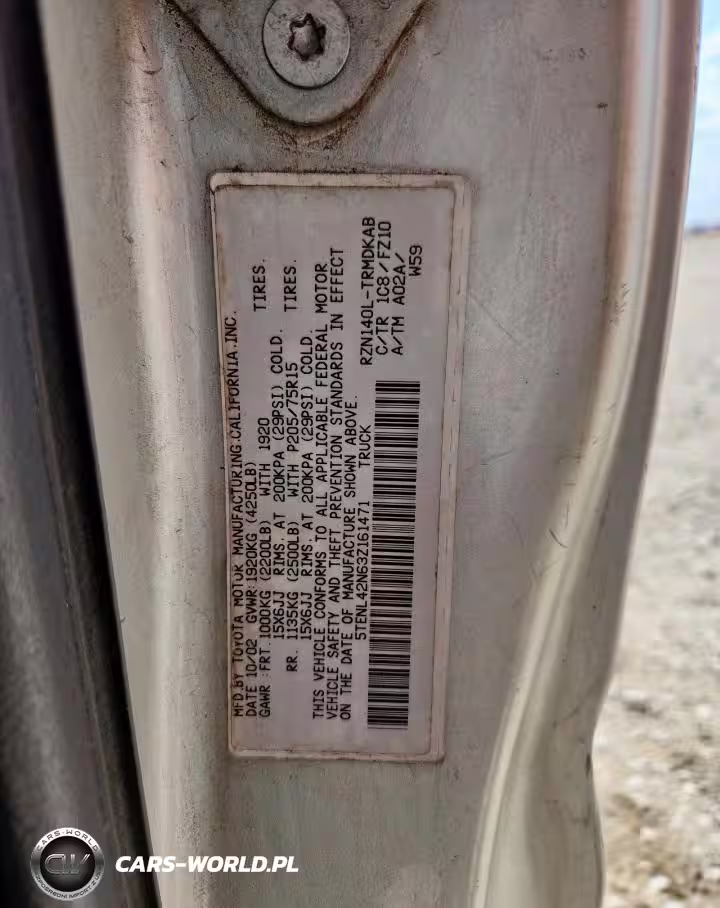 MFD.BY TOYOTA MOTOR MANUFACTURING CALIFORNIA.INC.
DATE 10/02 GVWR:1920KG (4250LB)
GAWR :FRT.1000KG (2200LB) WITH 1920 TIRES.
15X6JJ RIMS. AT 200KPA (29PSI) COLD.
RR. 1135KG (2500LB) WITH P205/75R15 TIRES.
15X6JJ RIMS. AT 200KPA (29PSI) COLD.
THIS VEHICLE CONFORMS TO ALL APPLICABLE FEDERAL MOTOR
VEHICLE SAFETY AND THEFT PREVENTION STANDARDS IN EFFECT
ON THE DATE OF MANUFACTURE SHOWN ABOVE.
5TENL42N63Z161471 TRUCK
RZN140L-TRMDKAB
C/TR 1C8/FZ10
A/TM A02A/
W59
CARS-WORLD
CW
CARS-WORLD.PL